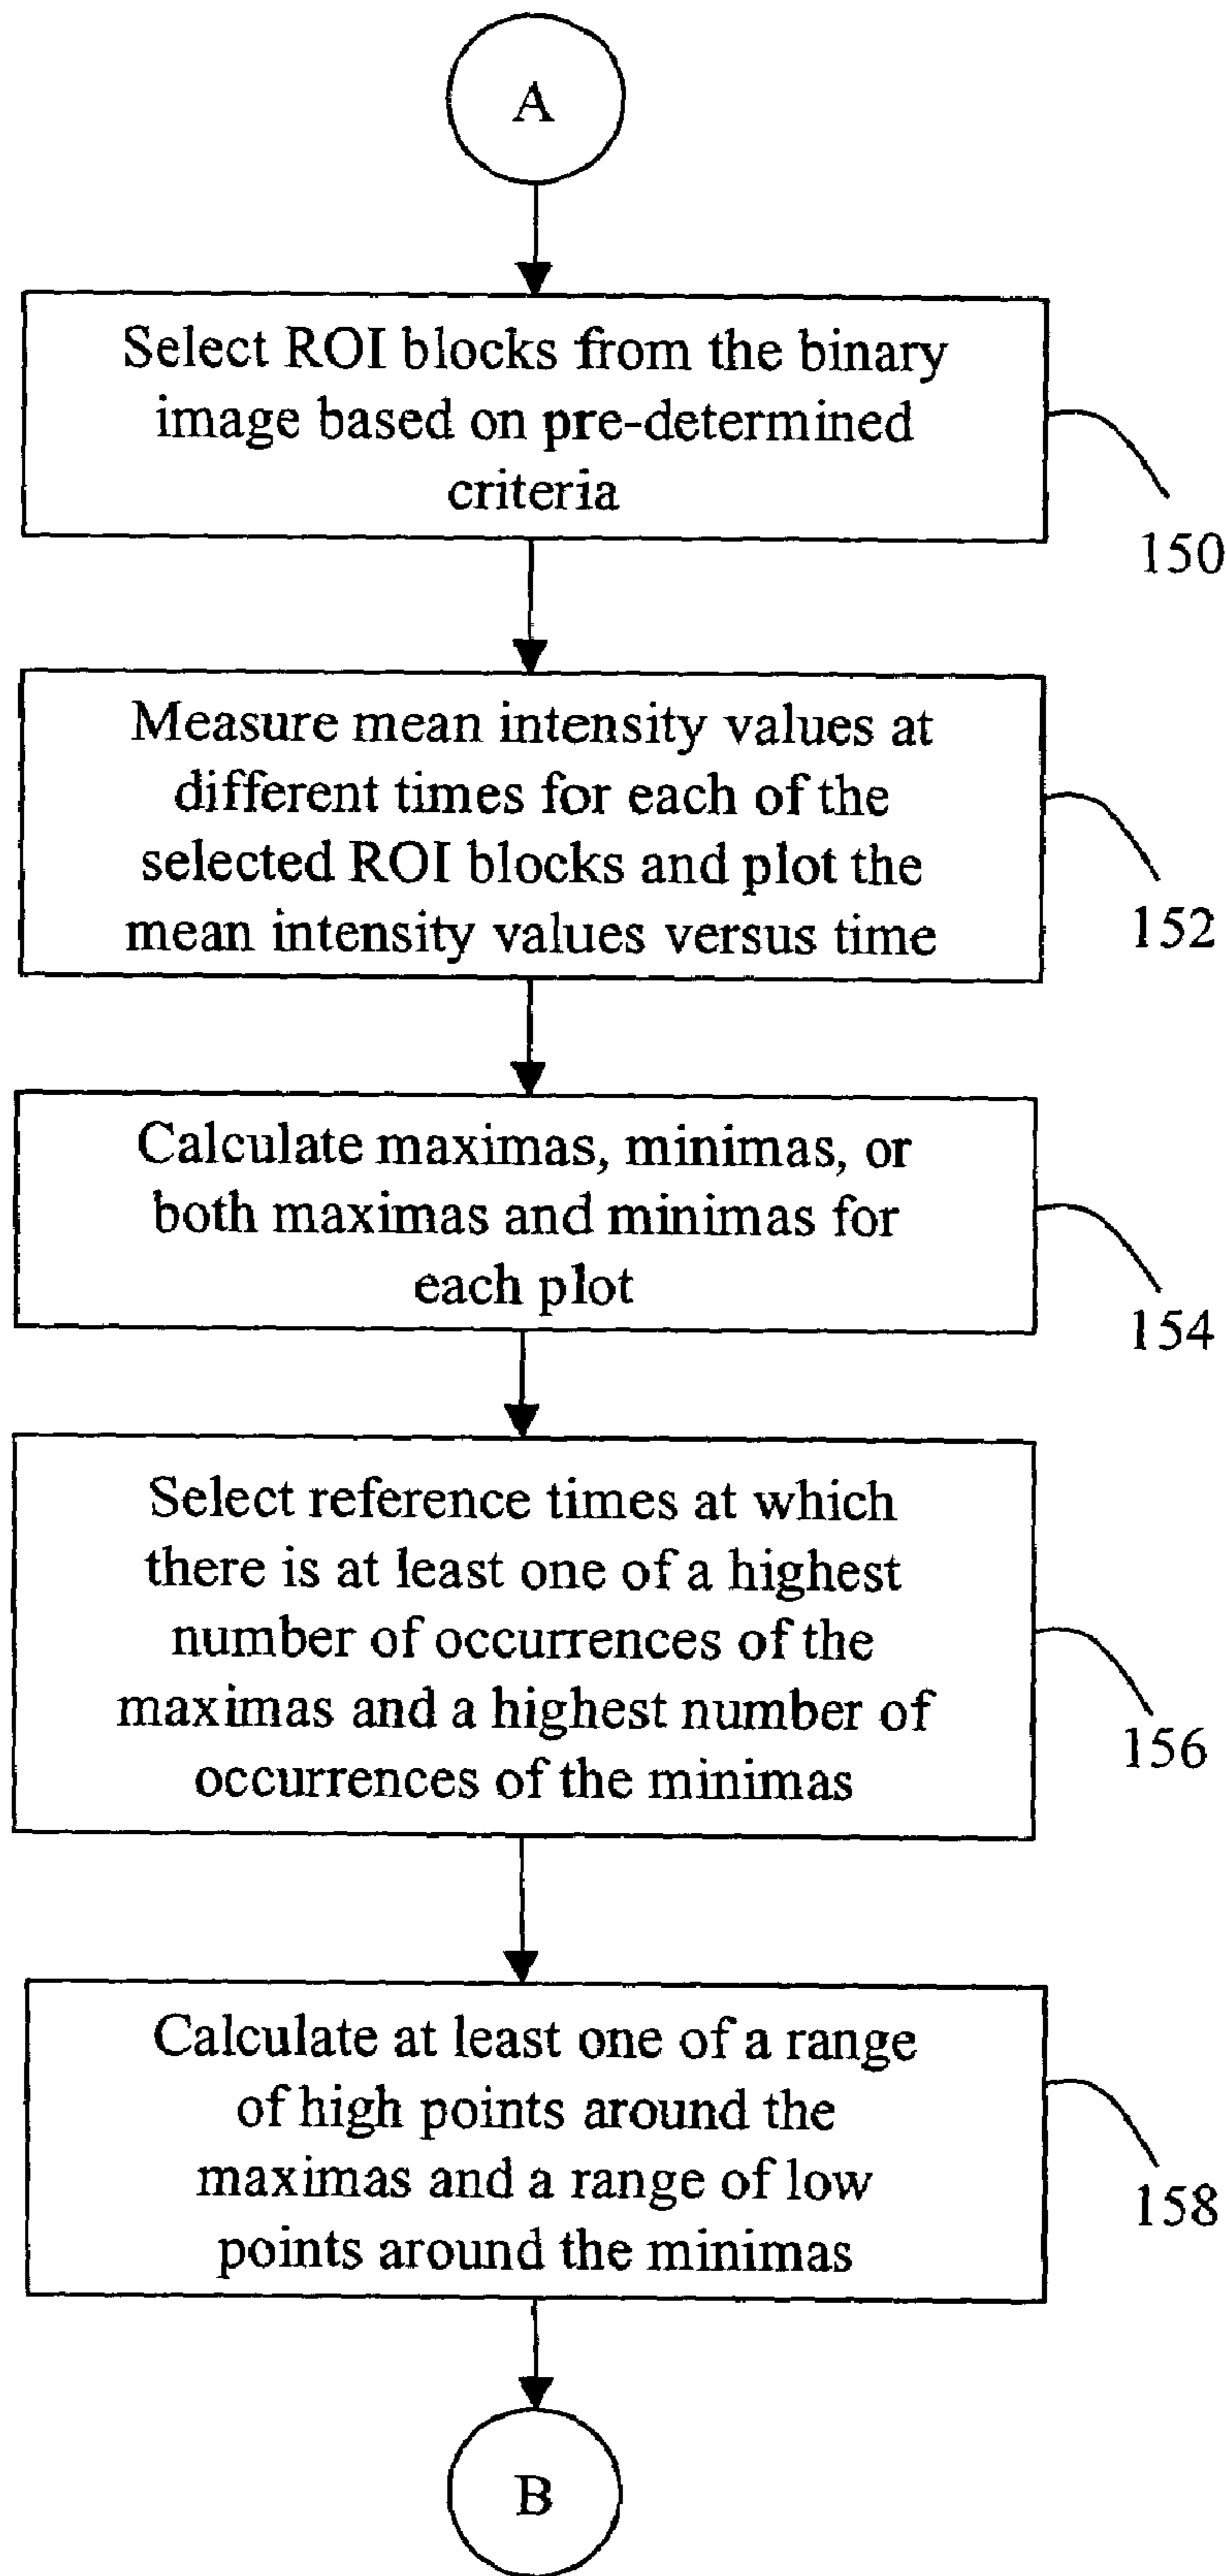 A
Select ROI blocks from the binary
image based on pre-determined
criteria
150
Measure mean intensity values at
different times for each of the
selected ROI blocks and plot the
mean intensity values versus time
152
Calculate maximas, minimas, or
both maximas and minimas for
each plot
154
Select reference times at which
there is at least one of a highest
number of occurrences of the
maximas and a highest number of
occurrences of the minimas
156
Calculate at least one of a range
of high points around the
maximas and a range of low
points around the minimas
158
B